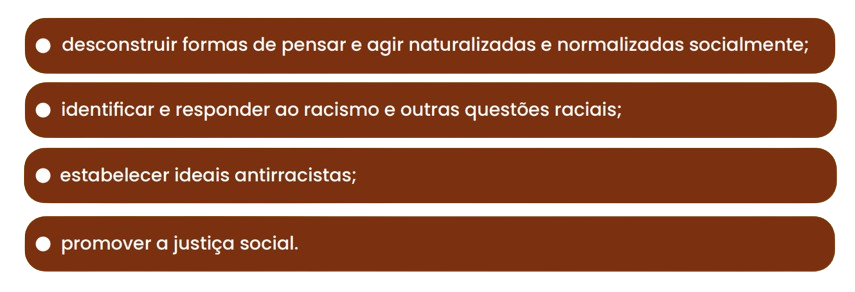 ● desconstruir formas de pensar e agir naturalizadas e normalizadas socialmente;
● identificar e responder ao racismo e outras questões raciais;
● estabelecer ideais antirracistas;
● promover a justiça social.